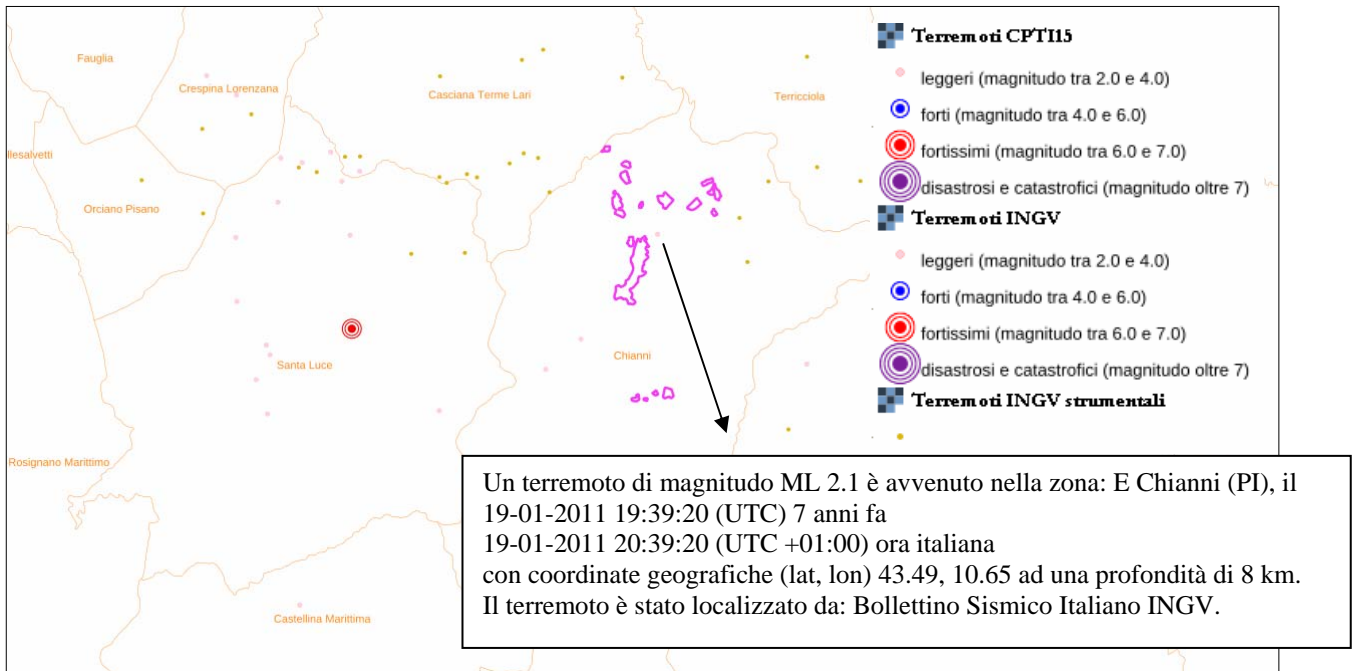 Fauglia
Crespina Lorenzana
Casciana Terme Lari
Terricciola
llesalvetti
Orciano Pisano
Santa Luce
Chianni
Rosignano Marittimo
Castellina Marittima
Terremoti CPTI15
leggeri (magnitudo tra 2.0 e 4.0)
forti (magnitudo tra 4.0 e 6.0)
fortissimi (magnitudo tra 6.0 e 7.0)
disastrosi e catastrofici (magnitudo oltre 7)
Terremoti INGV
leggeri (magnitudo tra 2.0 e 4.0)
forti (magnitudo tra 4.0 e 6.0)
fortissimi (magnitudo tra 6.0 e 7.0)
disastrosi e catastrofici (magnitudo oltre 7)
Terremoti INGV strumentali
Un terremoto di magnitudo ML 2.1 è avvenuto nella zona: E Chianni (PI), il
19-01-2011 19:39:20 (UTC) 7 anni fa
19-01-2011 20:39:20 (UTC +01:00) ora italiana
con coordinate geografiche (lat, lon) 43.49, 10.65 ad una profondità di 8 km.
Il terremoto è stato localizzato da: Bollettino Sismico Italiano INGV.